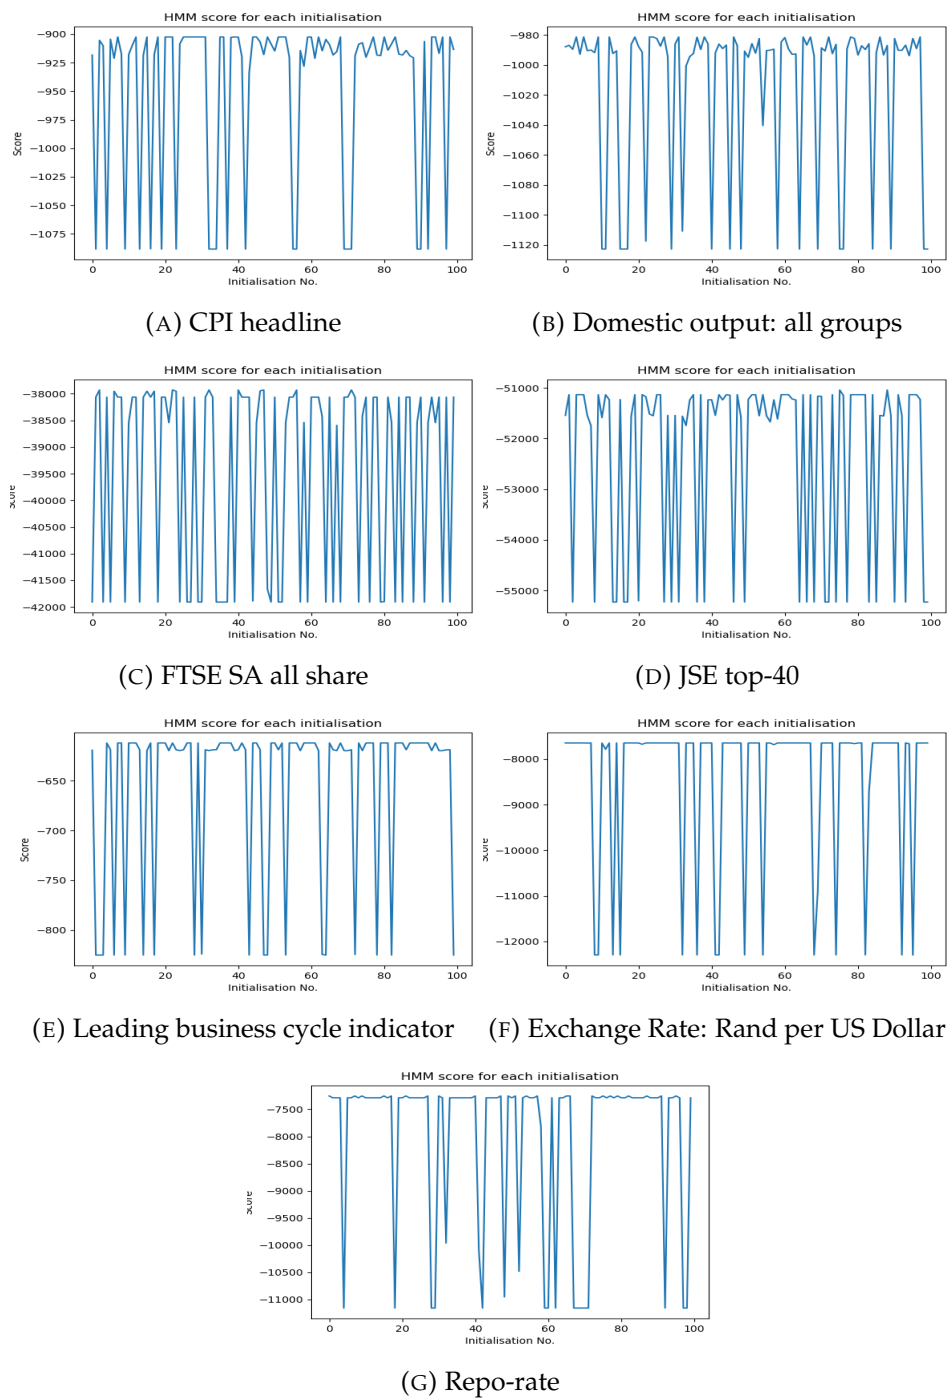 HMM score for each initialisation
HMM score for each initialisation
−900
−925
−950
−975
−1000
−1025
−1050
−1075
Score
0 20 40 60 80 100
Initialisation No.
−980
−1000
−1020
−1040
−1060
−1080
−1100
−1120
Score
0 20 40 60 80 100
Initialisation No.
(A) CPI headline
(B) Domestic output: all groups
HMM score for each initialisation
HMM score for each initialisation
−38000
−38500
−39000
−39500
−40000
−40500
−41000
−41500
−42000
Score
0 20 40 60 80 100
Initialisation No.
−51000
−52000
−53000
−54000
−55000
Score
0 20 40 60 80 100
Initialisation No.
(C) FTSE SA all share
(D) JSE top-40
HMM score for each initialisation
HMM score for each initialisation
−650
−700
−750
−800
Score
0 20 40 60 80 100
Initialisation No.
−8000
−9000
−10000
−11000
−12000
Score
0 20 40 60 80 100
Initialisation No.
(E) Leading business cycle indicator
(F) Exchange Rate: Rand per US Dollar
HMM score for each initialisation
−7500
−8000
−8500
−9000
−9500
−10000
−10500
−11000
Score
0 20 40 60 80 100
Initialisation No.
(G) Repo-rate